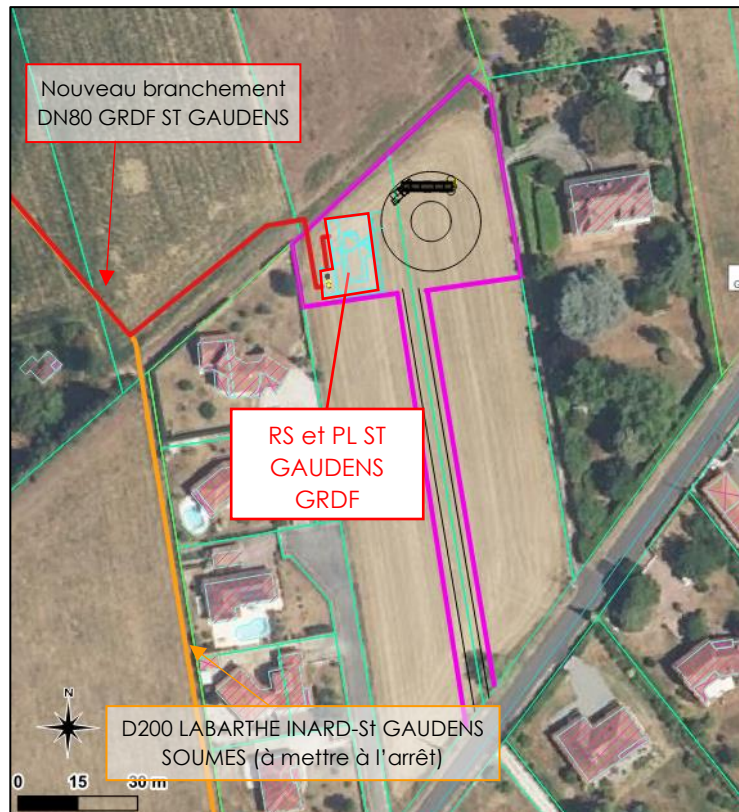 Nouveau branchement
DN80 GRDF ST GAUDENS
G
RS et PL ST
GAUDENS
GRDF
D200 LABARTHE INARD-St GAUDENS
SOUMES (à mettre à l’arrêt)
N
0 15 30 m